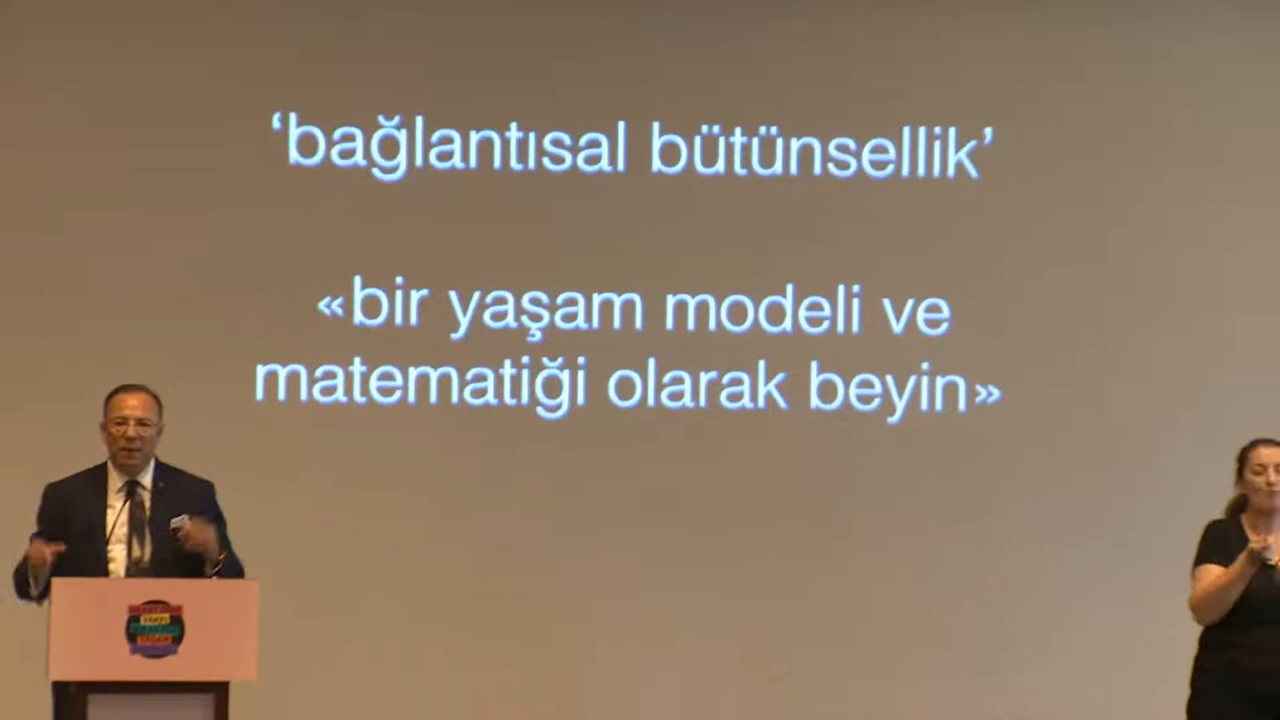 ‘bağlantısal bütünsellik’
«bir yaşam modeli ve
matematiği olarak beyin»